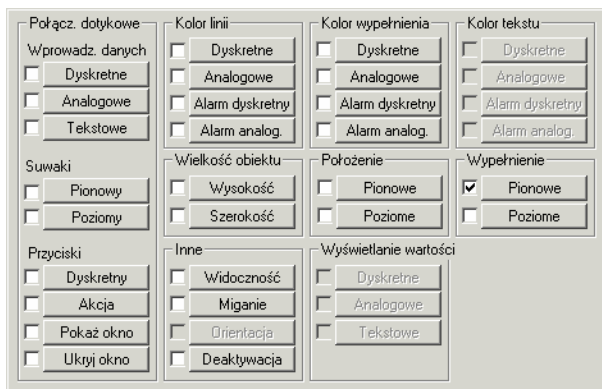 Połącz. dotykowe
Wprowadz. danych
Dyskretne
Analogowe
Tekstowe
Suwaki
Pionowy
Poziomy
Przyciski
Dyskretny
Akcja
Pokaż okno
Ukryj okno
Kolor linii
Dyskretne
Analogowe
Alarm dyskretny
Alarm analog.
Kolor wypełnienia
Dyskretne
Analogowe
Alarm dyskretny
Alarm analog.
Kolor tekstu
Dyskretne
Analogowe
Alarm dyskretny
Alarm analog.
Wielkość obiektu
Wysokość
Szerokość
Położenie
Pionowe
Poziome
Wypełnienie
Pionowe
Poziome
Inne
Widoczność
Miganie
Orientacja
Deaktywacja
Wyświetlanie wartości
Dyskretne
Analogowe
Tekstowe